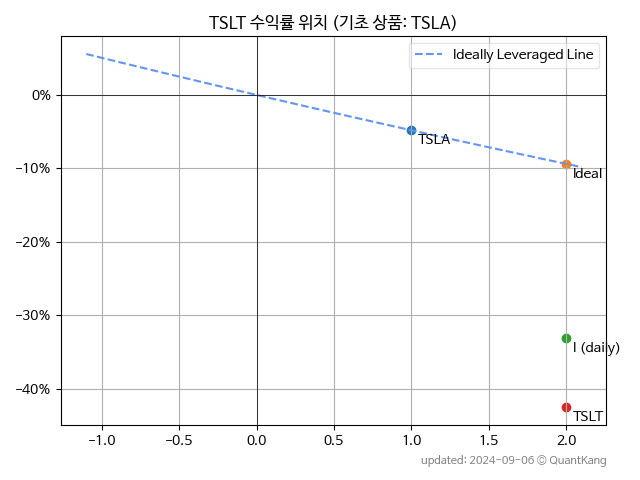 TSLT 수익률 위치 (기초 상품: TSLA)
Ideally Leveraged Line
0%
−10%
−20%
−30%
−40%
TSLA
Ideal
I (daily)
TSLT
−1.0 −0.5 0.0 0.5 1.0 1.5 2.0
updated: 2024-09-06 © QuantKang